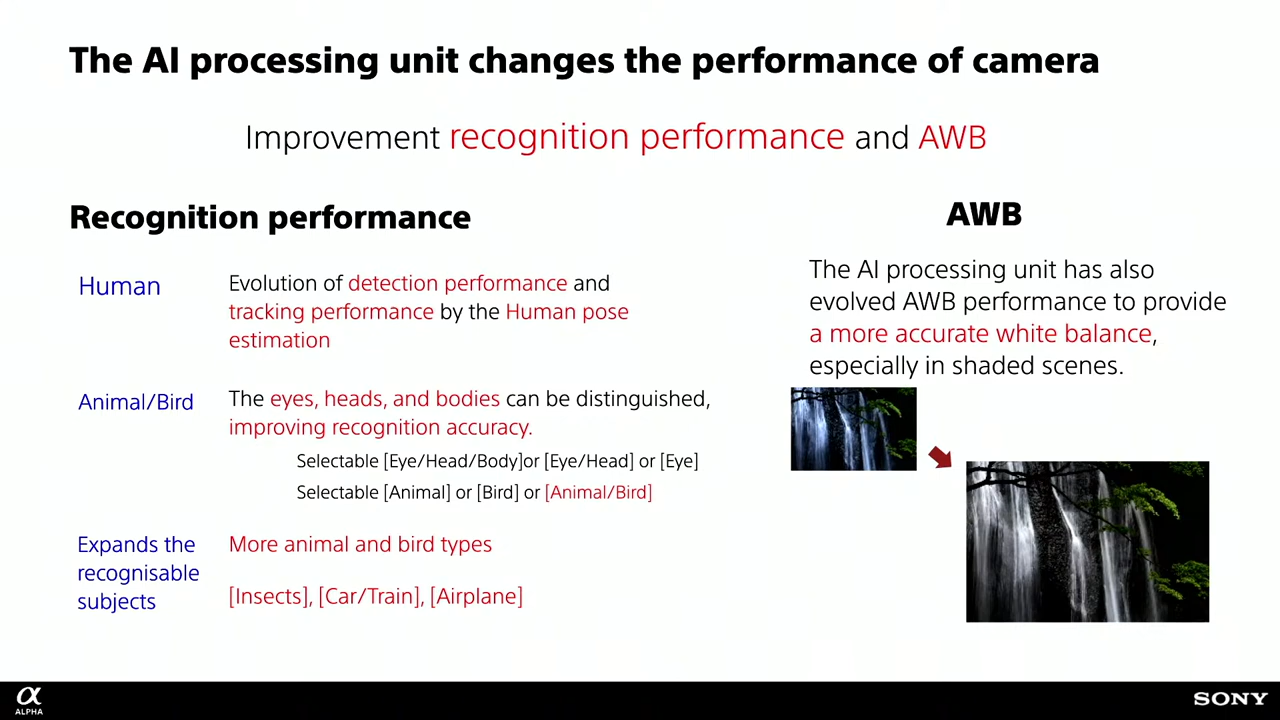 The AI processing unit changes the performance of camera
Improvement recognition performance and AWB
Recognition performance
Human
Evolution of detection performance and
tracking performance by the Human pose
estimation
Animal/Bird
The eyes, heads, and bodies can be distinguished,
improving recognition accuracy.
Selectable [Eye/Head/Body]or [Eye/Head] or [Eye]
Selectable [Animal] or [Bird] or [Animal/Bird]
Expands the
recognisable
subjects
More animal and bird types
[Insects], [Car/Train], [Airplane]
AWB
The AI processing unit has also
evolved AWB performance to provide
a more accurate white balance,
especially in shaded scenes.
α
ALPHA
SONY